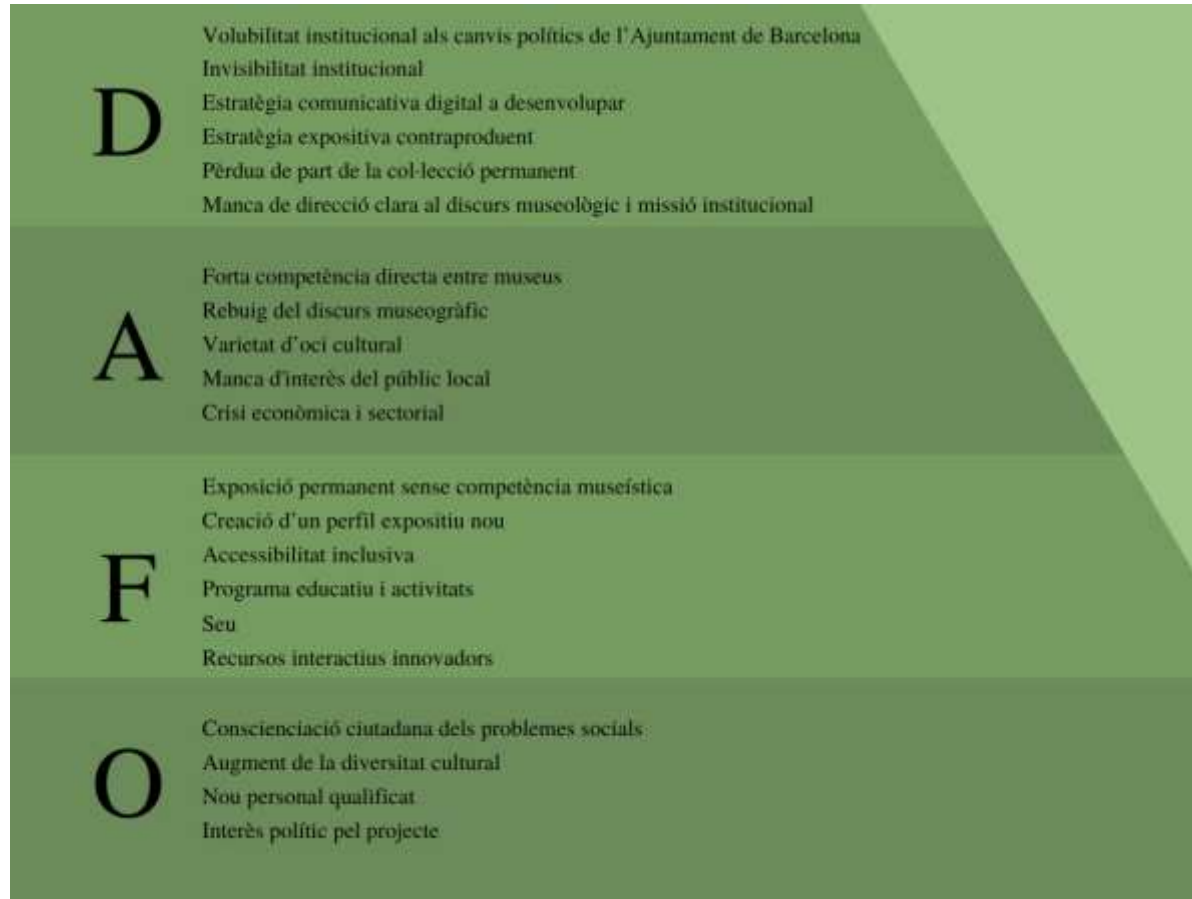 D
Volubilitat institucional als canvis polítics de l’Ajuntament de Barcelona
Invisibilitat institucional
Estratègia comunicativa digital a desenvolupar
Estratègia expositiva contraproduent
Pèrdua de part de la col·lecció permanent
Manca de direcció clara al discurs museològic i missió institucional
A
Forta competència directa entre museus
Rebuig del discurs museogràfic
Varietat d’oci cultural
Manca d'interès del públic local
Crisi econòmica i sectorial
F
Exposició permanent sense competència museística
Creació d’un perfil expositiu nou
Accessibilitat inclusiva
Programa educatiu i activitats
Seu
Recursos interactius innovadors
O
Conscienciació ciutadana dels problemes socials
Augment de la diversitat cultural
Nou personal qualificat
Interès polític pel projecte